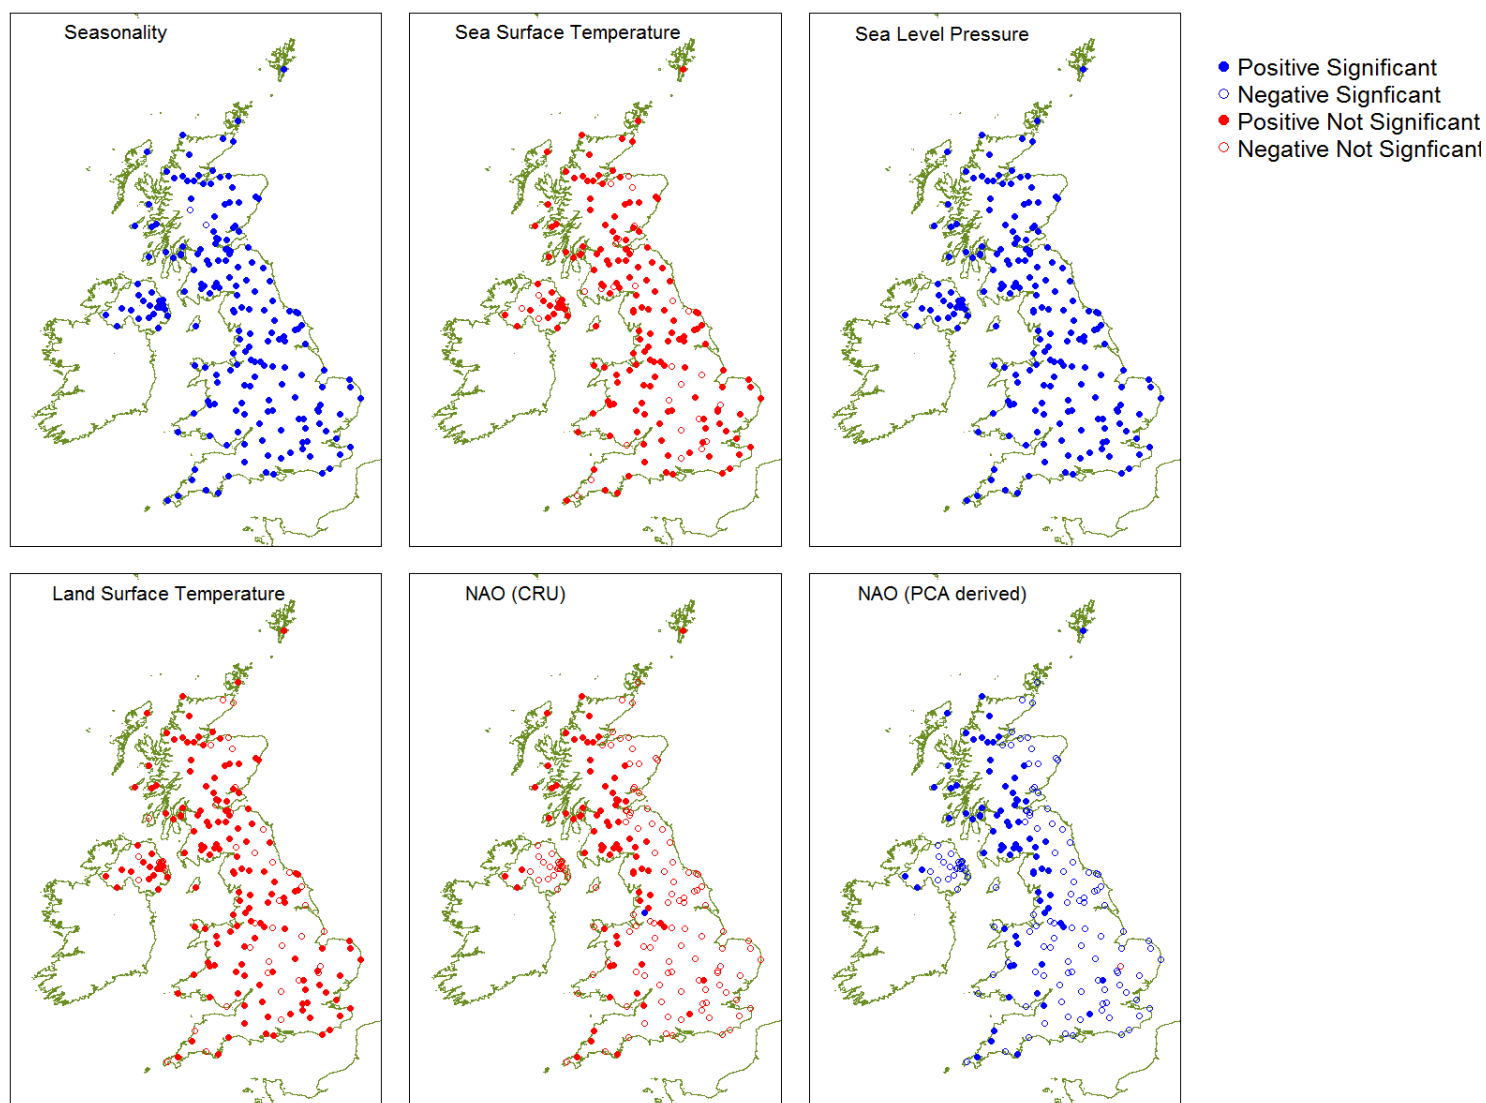 Seasonality
Sea Surface Temperature
Sea Level Pressure
Positive Significant
Negative Signficant
Positive Not Significant
Negative Not Signficant
Land Surface Temperature
NAO (CRU)
NAO (PCA derived)